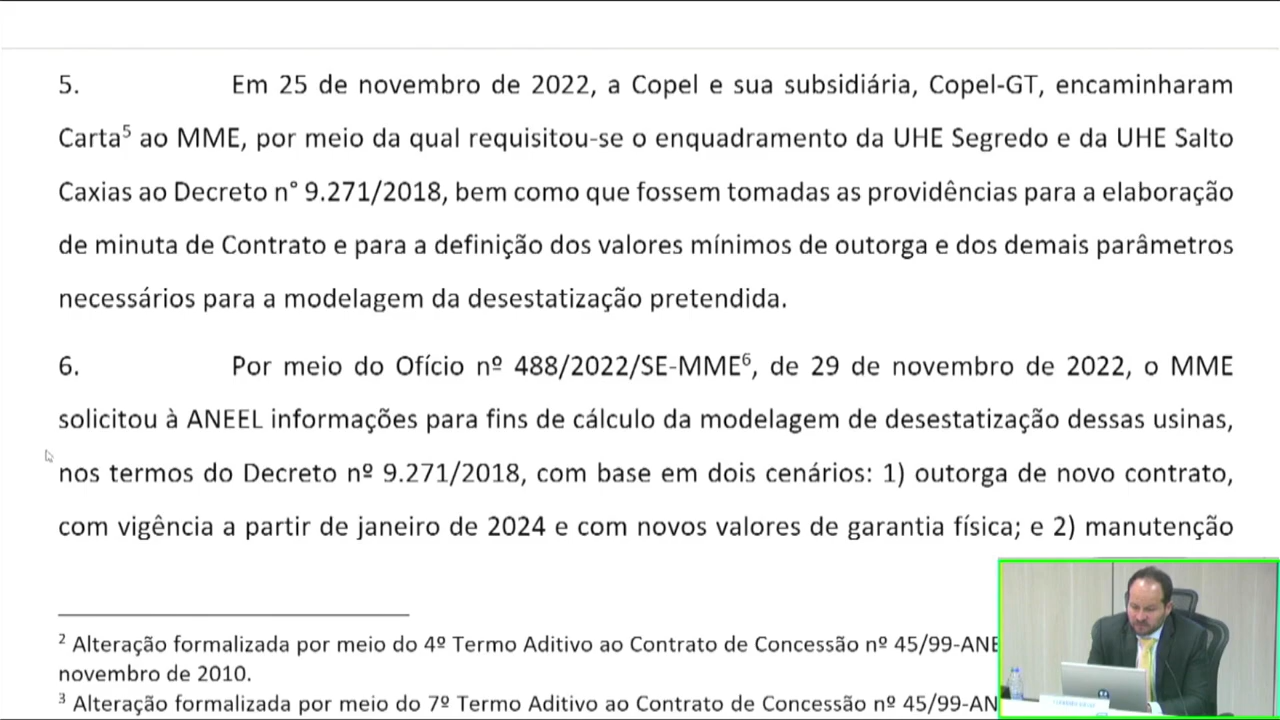 5. Em 25 de novembro de 2022, a Copel e sua subsidiária, Copel-GT, encaminharam
Carta⁵ ao MME, por meio da qual requisitou-se o enquadramento da UHE Segredo e da UHE Salto
Caxias ao Decreto n° 9.271/2018, bem como que fossem tomadas as providências para a elaboração
de minuta de Contrato e para a definição dos valores mínimos de outorga e dos demais parâmetros
necessários para a modelagem da desestatização pretendida.
6. Por meio do Ofício nº 488/2022/SE-MME⁶, de 29 de novembro de 2022, o MME
solicitou à ANEEL informações para fins de cálculo da modelagem de desestatização dessas usinas,
nos termos do Decreto nº 9.271/2018, com base em dois cenários: 1) outorga de novo contrato,
com vigência a partir de janeiro de 2024 e com novos valores de garantia física; e 2) manutenção
² Alteração formalizada por meio do 4º Termo Aditivo ao Contrato de Concessão nº 45/99-ANE
novembro de 2010.
³ Alteração formalizada por meio do 7º Termo Aditivo ao Contrato de Concessão nº 45/99-AN